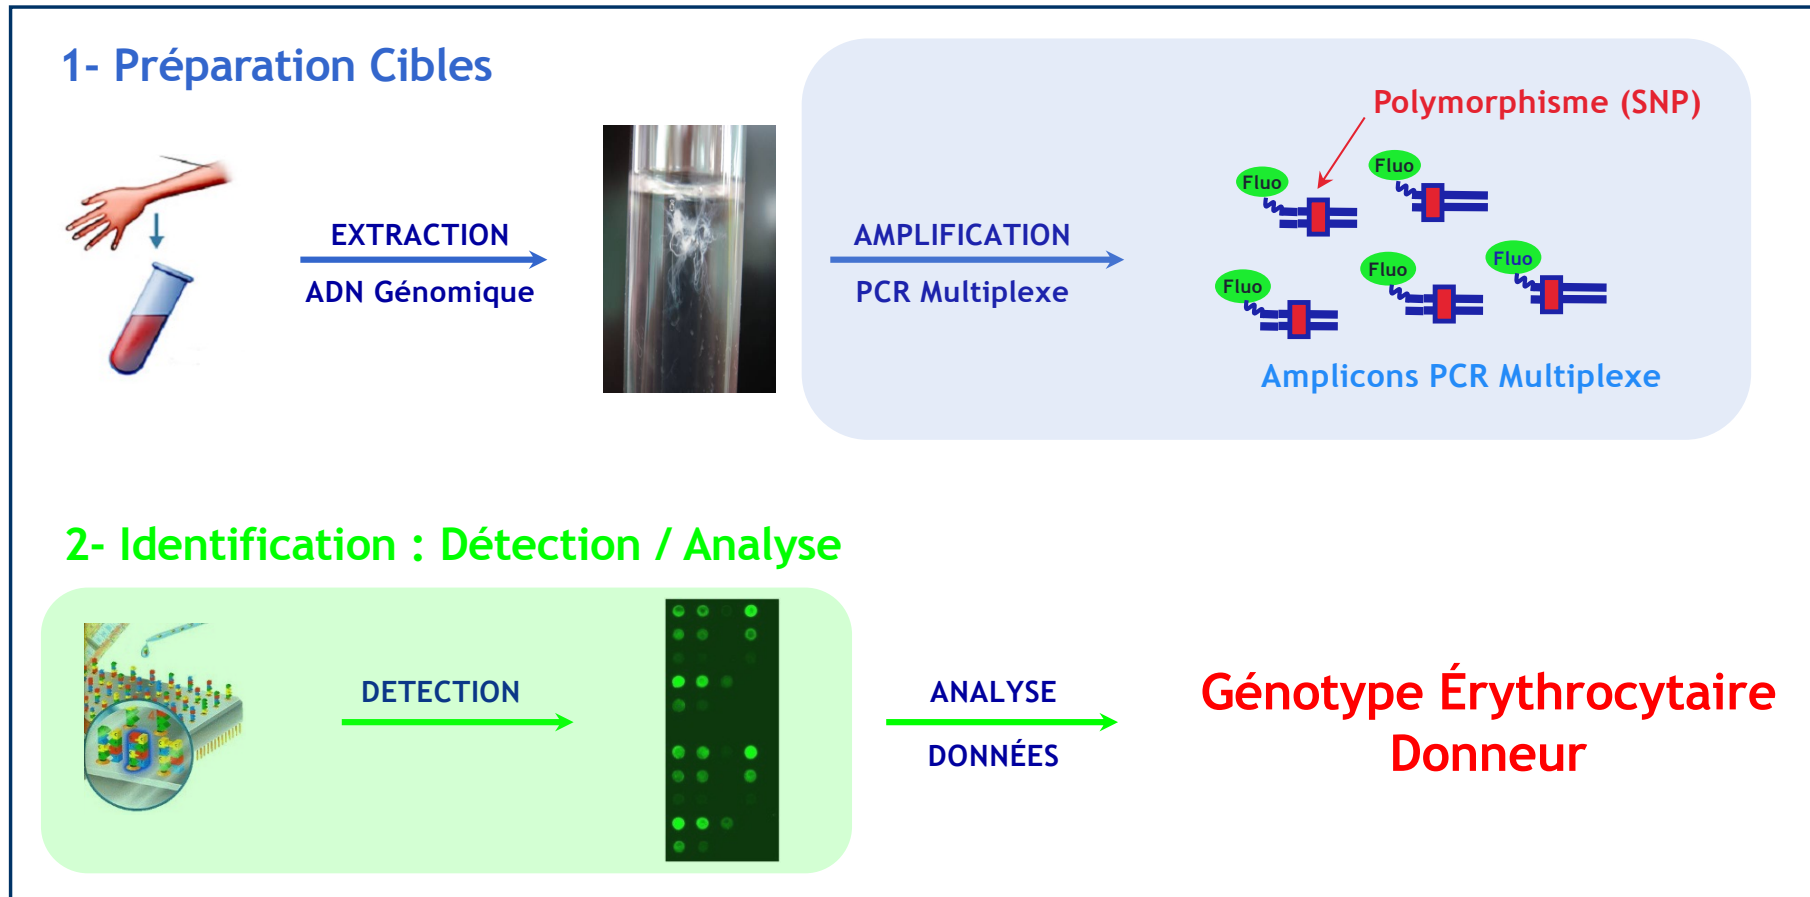 1- Préparation Cibles
Polymorphisme (SNP)
Fluo
Fluo
EXTRACTION
ADN Génomique
AMPLIFICATION
PCR Multiplexe
Fluo
Fluo
Fluo
Amplicons PCR Multiplexe
2- Identification : Détection / Analyse
DETECTION
ANALYSE
DONNÉES
Génotype Érythrocytaire
Donneur